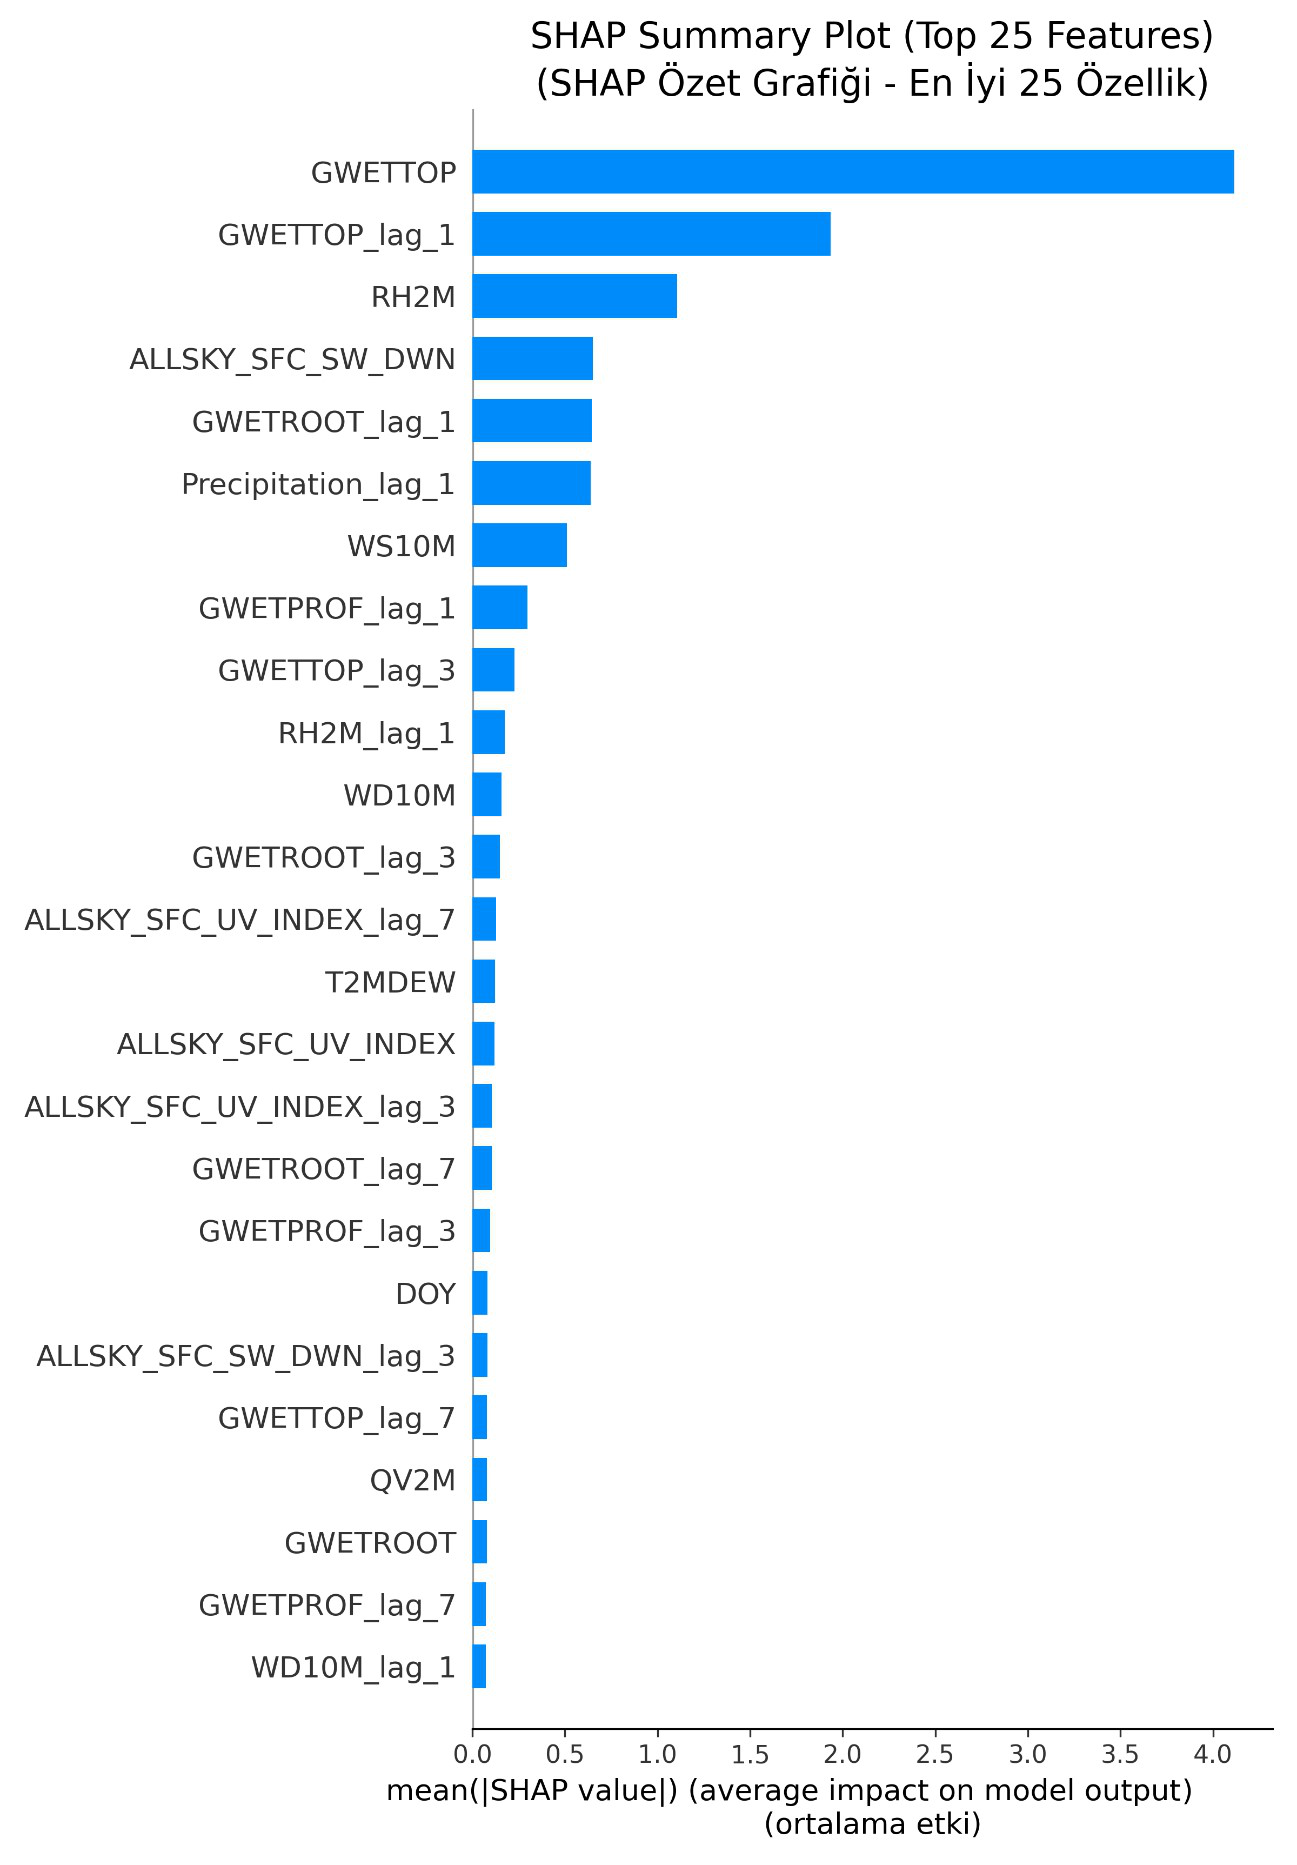 SHAP Summary Plot (Top 25 Features)
(SHAP Özet Grafiği - En İyi 25 Özellik)
GWETTOP
GWETTOP_lag_1
RH2M
ALLSKY_SFC_SW_DWN
GWETROOT_lag_1
Precipitation_lag_1
WS10M
GWETPROF_lag_1
GWETTOP_lag_3
RH2M_lag_1
WD10M
GWETROOT_lag_3
ALLSKY_SFC_UV_INDEX_lag_7
T2MDEW
ALLSKY_SFC_UV_INDEX
ALLSKY_SFC_UV_INDEX_lag_3
GWETROOT_lag_7
GWETPROF_lag_3
DOY
ALLSKY_SFC_SW_DWN_lag_3
GWETTOP_lag_7
QV2M
GWETROOT
GWETPROF_lag_7
WD10M_lag_1
0.0 0.5 1.0 1.5 2.0 2.5 3.0 3.5 4.0
mean(|SHAP value|) (average impact on model output)
(ortalama etki)